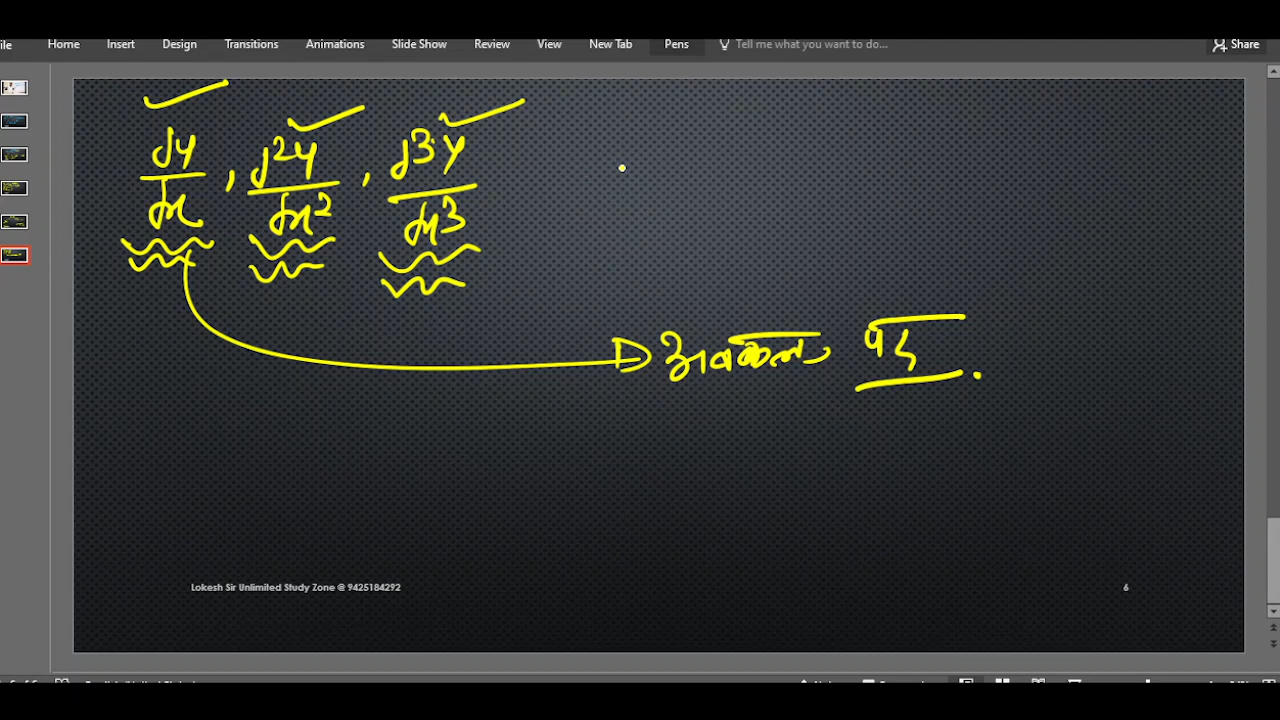 File Home Insert Design Transitions Animations Slide Show Review View New Tab Pens Tell me what you want to do... Share
dy/dx , d2y/dx2 , d3y/dx3
अवकलन पद .
Lokesh Sir Unlimited Study Zone @ 9425184292 6